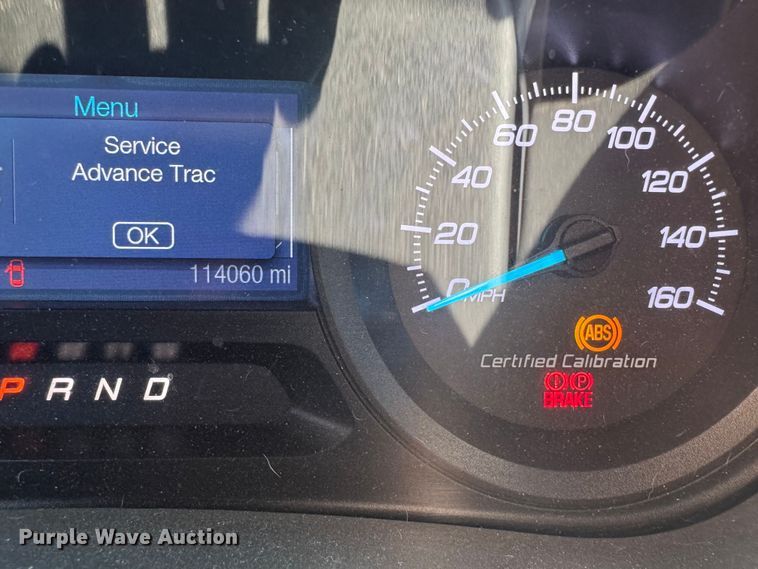 Menu
Service
Advance Trac
OK
114060 mi
P R N D
0
20
40
60
80
100
120
140
160
MPH
ABS
Certified Calibration
P
BRAKE
Purple Wave Auction